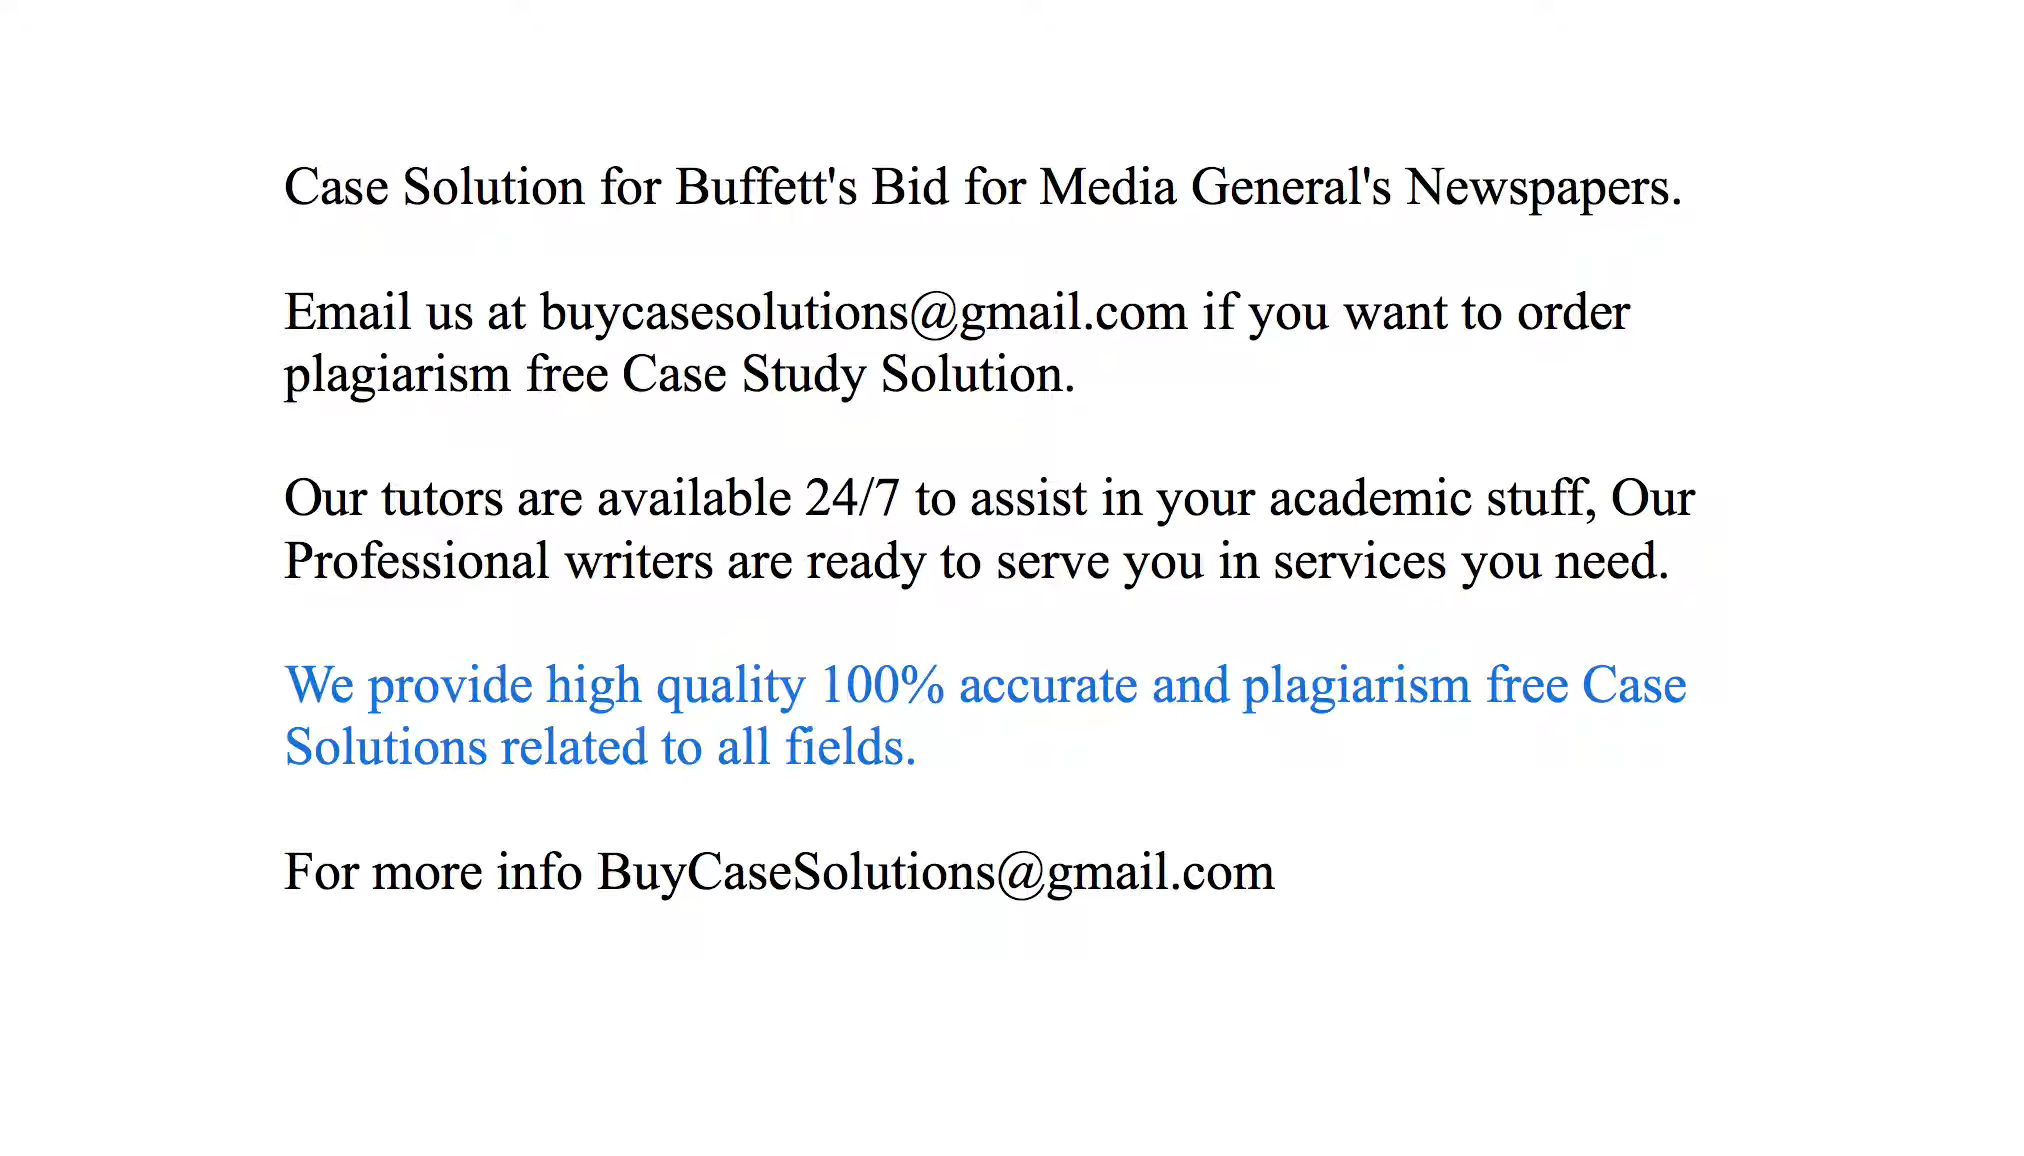 Case Solution for Buffett's Bid for Media General's Newspapers.
Email us at buycasesolutions@gmail.com if you want to order
plagiarism free Case Study Solution.
Our tutors are available 24/7 to assist in your academic stuff, Our
Professional writers are ready to serve you in services you need.
We provide high quality 100% accurate and plagiarism free Case
Solutions related to all fields.
For more info BuyCaseSolutions@gmail.com